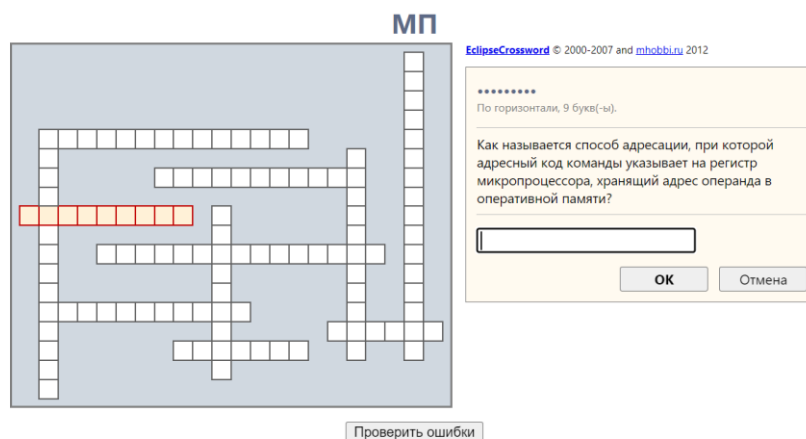 МП
EclipseCrossword © 2000-2007 and mhobbi.ru 2012
•••••••••
По горизонтали, 9 букв(-ы).
Как называется способ адресации, при которой
адресный код команды указывает на регистр
микропроцессора, хранящий адрес операнда в
оперативной памяти?
ОК
Отмена
Проверить ошибки